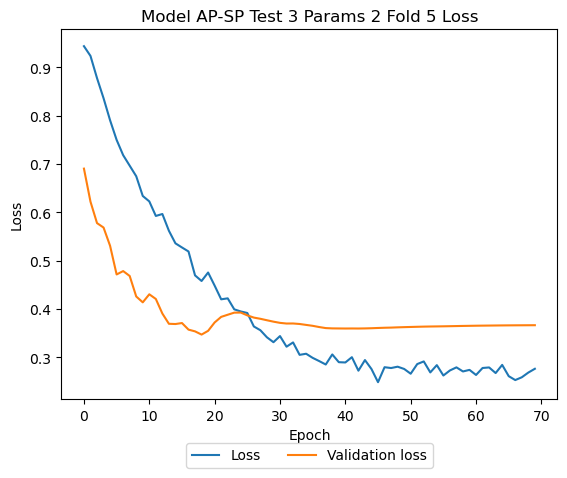 Model AP-SP Test 3 Params 2 Fold 5 Loss
Loss
0.9
0.8
0.7
0.6
0.5
0.4
0.3
0 10 20 30 40 50 60 70
Epoch
Loss Validation loss